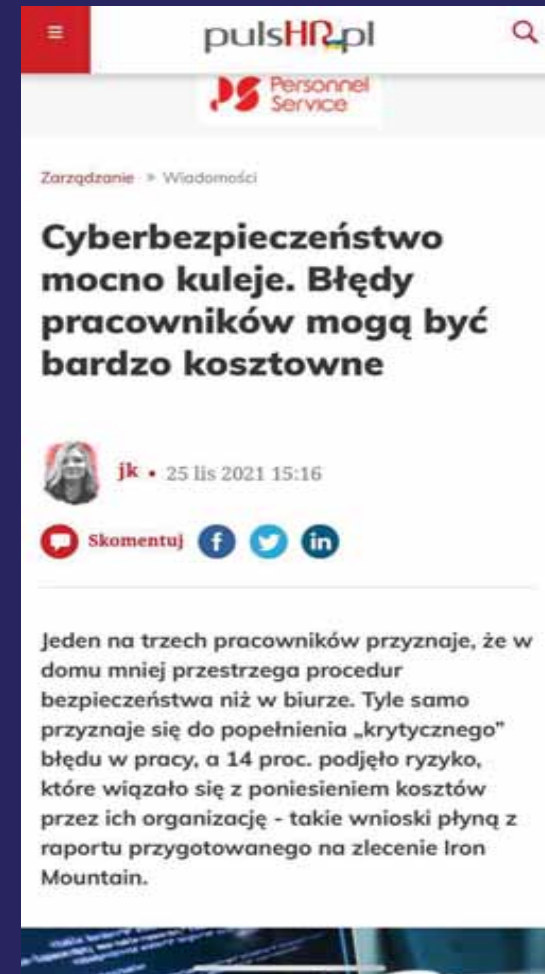 pulsHR.pl
Personnel
Service
Zarządzanie » Wiadomości
Cyberbezpieczeństwo
mocno kuleje. Błędy
pracowników mogą być
bardzo kosztowne
jk • 25 lis 2021 15:16
Skomentuj
Jeden na trzech pracowników przyznaje, że w
domu mniej przestrzega procedur
bezpieczeństwa niż w biurze. Tyle samo
przyznaje się do popełnienia „krytycznego”
błędu w pracy, a 14 proc. podjęło ryzyko,
które wiązało się z poniesieniem kosztów
przez ich organizację - takie wnioski płyną z
raportu przygotowanego na zlecenie Iron
Mountain.